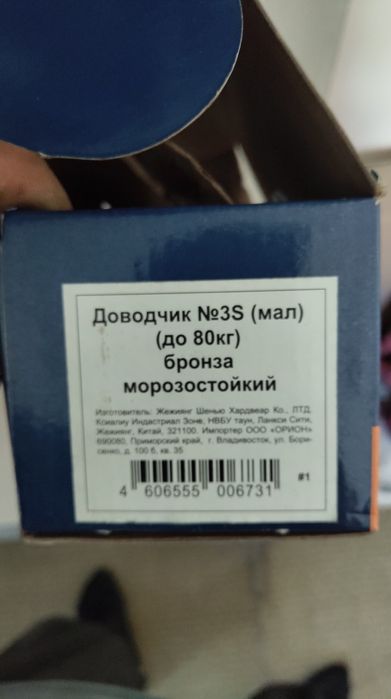 Доводчик №3S (мал)
(до 80кг)
бронза
морозостойкий
Изготовитель: Жежиянг Шенью Хардвеар Ко., ЛТД.
Коиалиу Индастриал Зоне, НВБУ таун, Ланкси Сити,
Жежиянг, Китай, 321100. Импортер ООО «ОРИОН»
690080, Приморский край, г. Владивосток, ул. Бори-
сенко, д. 100 б, кв. 35
4 606555 006731
#1